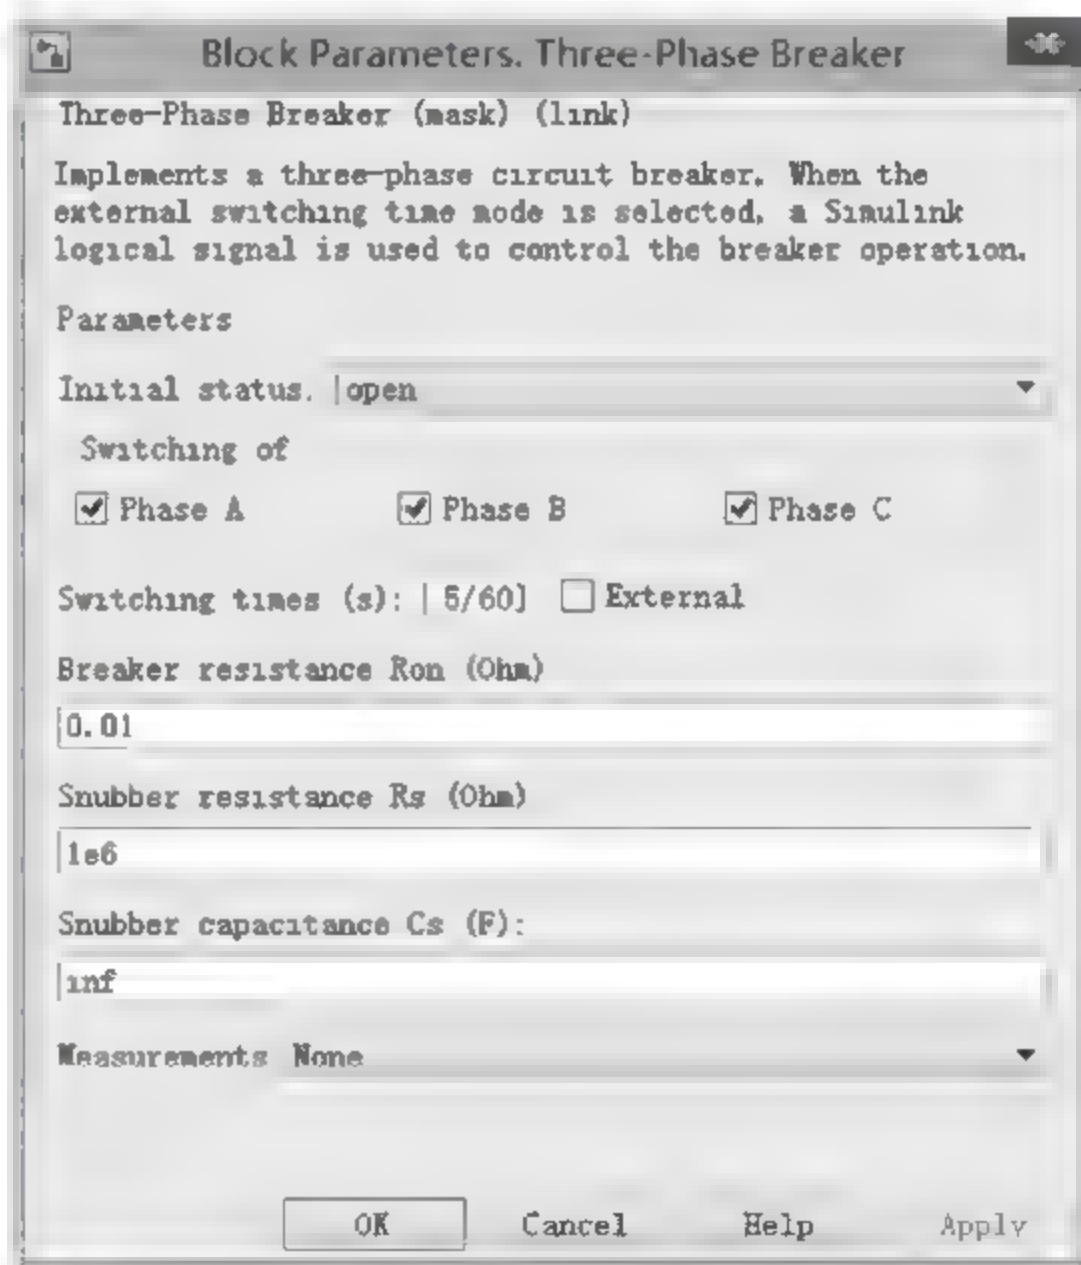 Block Parameters. Three-Phase Breaker
Three-Phase Breaker (mask) (link)
Implements a three-phase circuit breaker. When the
external switching time mode is selected, a Simulink
logical signal is used to control the breaker operation.
Parameters
Initial status. open
Switching of
Phase A Phase B Phase C
Switching times (s): 5/60] External
Breaker resistance Ron (Ohm)
0.01
Snubber resistance Rs (Ohm)
1e6
Snubber capacitance Cs (F):
inf
Measurements None
OK Cancel Help Apply